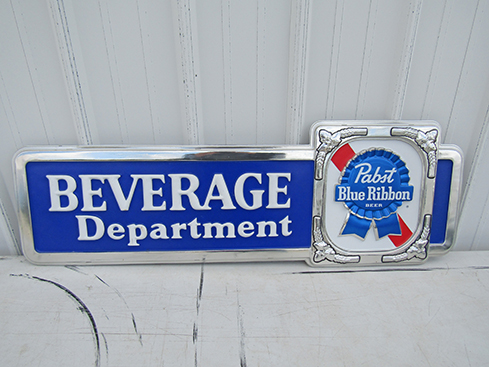 BEVERAGE
Department
Pabst
Blue Ribbon
BEER